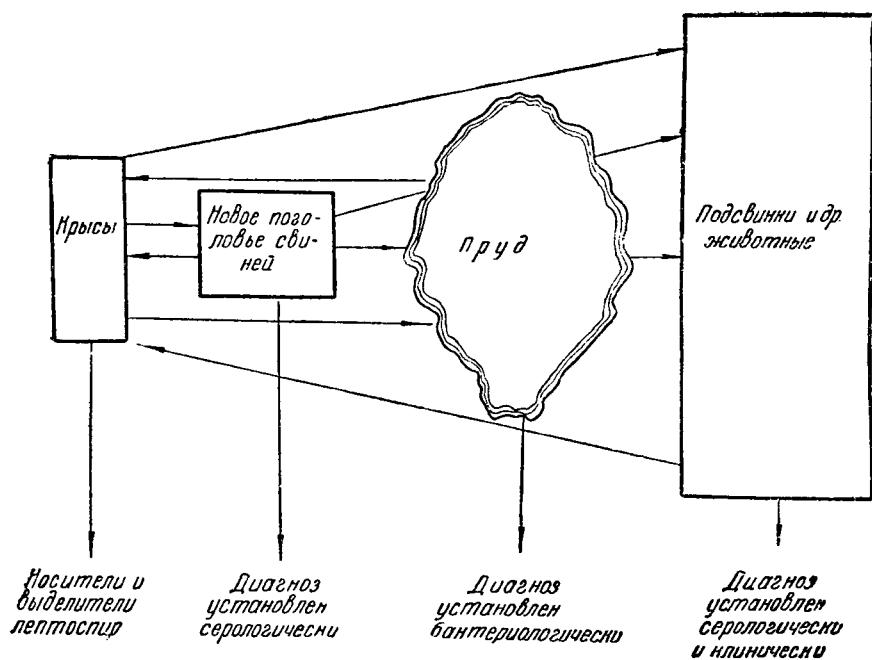 Крысы
Новое пого-
ловье сви-
ней
Пруд
Подсвинки и др.
животные
Носители и
выделители
лептоспир
Диагноз
установлен
серологически
Диагноз
установлен
бактериологически
Диагноз
установлен
серологически
и клинически